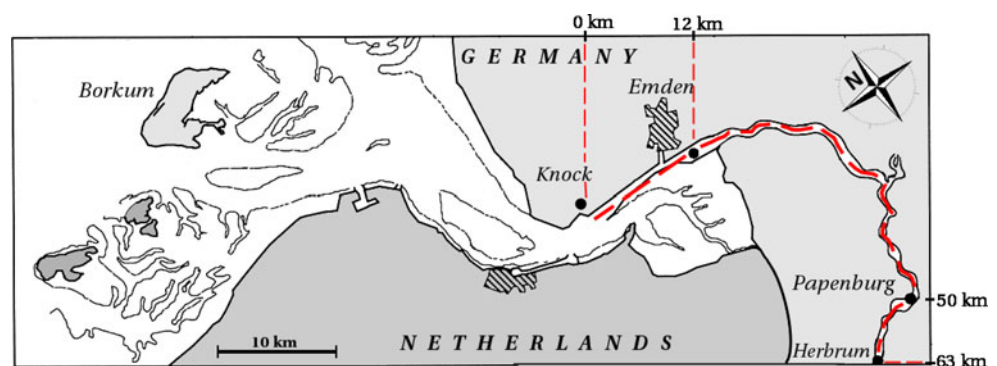 0 km
12 km
GERMANY
N
Borkum
Emden
Knock
Papenburg
50 km
10 km
NETHERLANDS
Herbrum
63 km